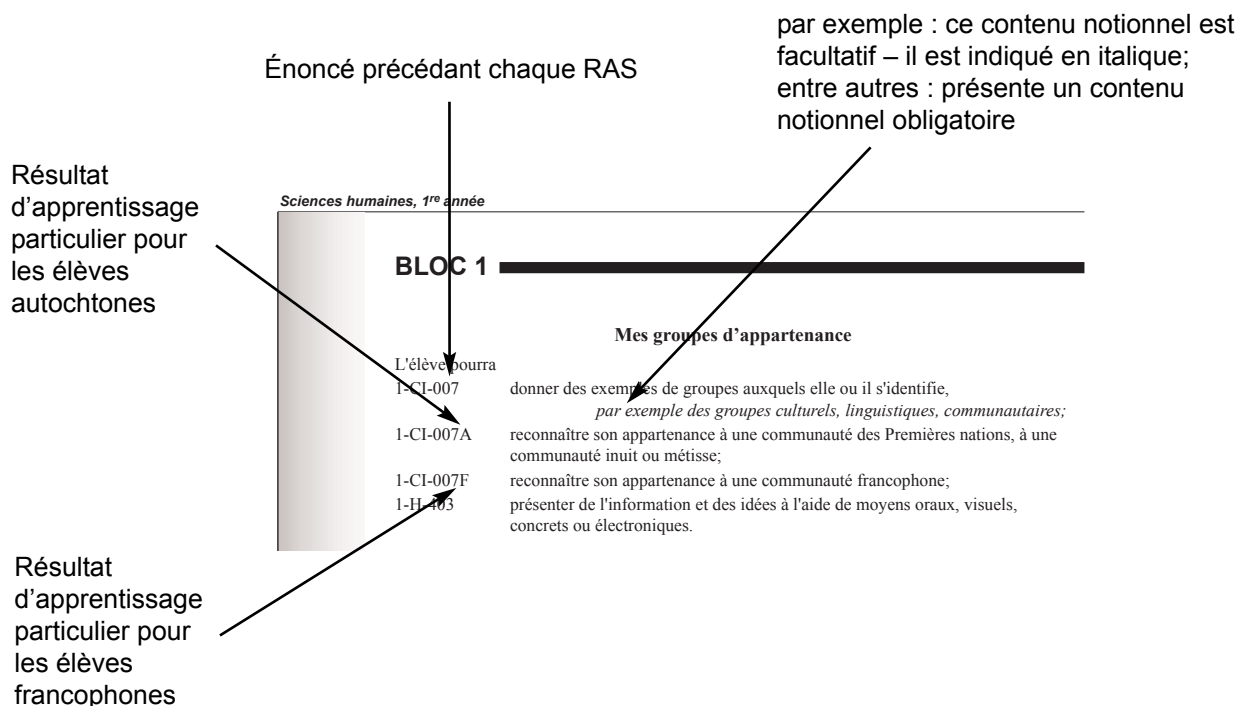 par exemple : ce contenu notionnel est
facultatif – il est indiqué en italique;
entre autres : présente un contenu
notionnel obligatoire
Énoncé précédant chaque RAS
Résultat
d’apprentissage
particulier pour
les élèves
autochtones
Sciences humaines, 1re année
BLOC 1
Mes groupes d’appartenance
L'élève pourra
1-CI-007 donner des exemples de groupes auxquels elle ou il s'identifie,
par exemple des groupes culturels, linguistiques, communautaires;
1-CI-007A reconnaître son appartenance à une communauté des Premières nations, à une
communauté inuit ou métisse;
1-CI-007F reconnaître son appartenance à une communauté francophone;
1-H-403 présenter de l'information et des idées à l'aide de moyens oraux, visuels,
concrets ou électroniques.
Résultat
d’apprentissage
particulier pour
les élèves
francophones